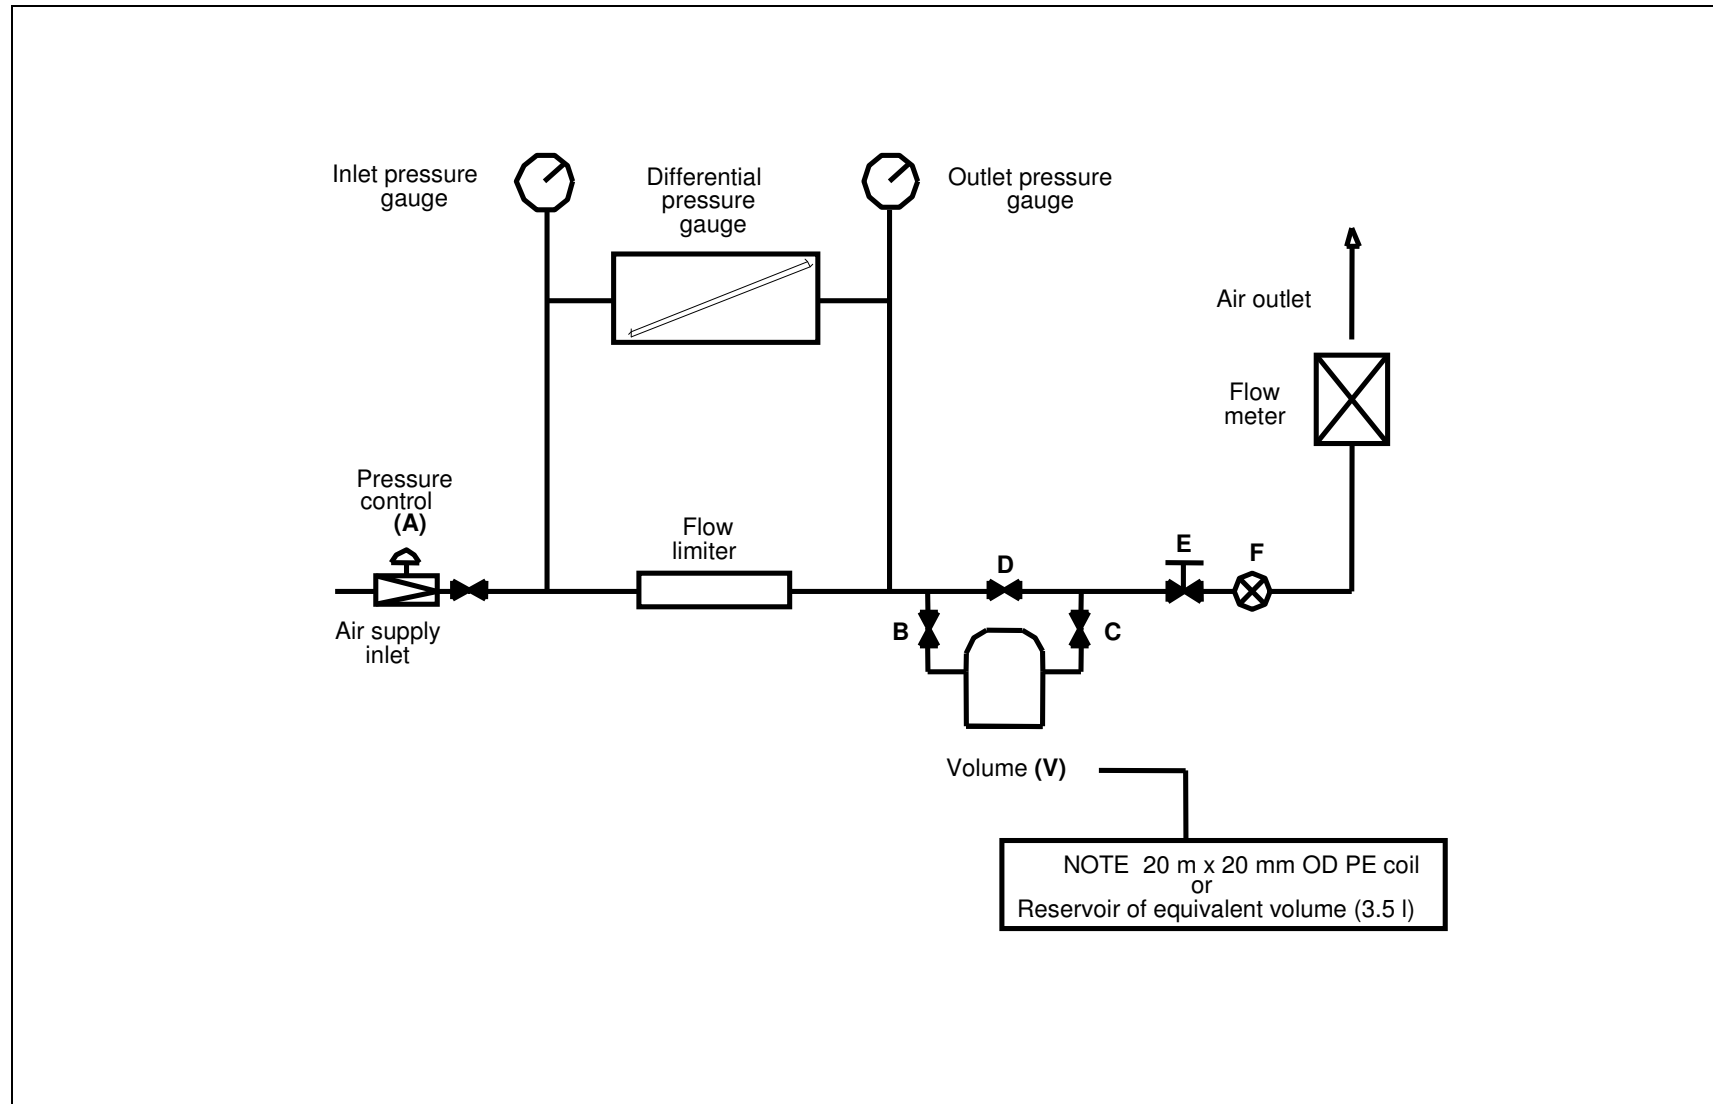 Inlet pressure
gauge
Differential
pressure
gauge
Outlet pressure
gauge
Air outlet
Flow
meter
Pressure
control
(A)
Flow
limiter
D
E
F
Air supply
inlet
B
C
Volume (V)
NOTE 20 m x 20 mm OD PE coil
or
Reservoir of equivalent volume (3.5 l)